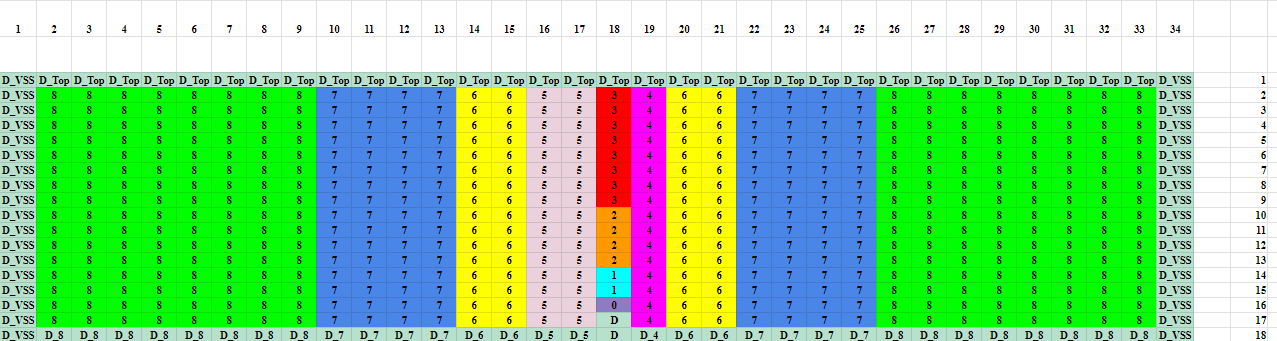 1 2 3 4 5 6 7 8 9 10 11 12 13 14 15 16 17 18 19 20 21 22 23 24 25 26 27 28 29 30 31 32 33 34
D_VSS D_Top D_Top D_Top D_Top D_Top D_Top D_Top D_Top D_Top D_Top D_Top D_Top D_Top D_Top D_Top D_Top D_Top D_Top D_Top D_Top D_Top D_Top D_Top D_Top D_Top D_Top D_Top D_Top D_Top D_Top D_Top D_Top D_VSS 1
D_VSS 8 8 8 8 8 8 8 8 7 7 7 7 6 6 5 5 3 4 6 6 7 7 7 7 8 8 8 8 8 8 8 8 D_VSS 2
D_VSS 8 8 8 8 8 8 8 8 7 7 7 7 6 6 5 5 3 4 6 6 7 7 7 7 8 8 8 8 8 8 8 8 D_VSS 3
D_VSS 8 8 8 8 8 8 8 8 7 7 7 7 6 6 5 5 3 4 6 6 7 7 7 7 8 8 8 8 8 8 8 8 D_VSS 4
D_VSS 8 8 8 8 8 8 8 8 7 7 7 7 6 6 5 5 3 4 6 6 7 7 7 7 8 8 8 8 8 8 8 8 D_VSS 5
D_VSS 8 8 8 8 8 8 8 8 7 7 7 7 6 6 5 5 3 4 6 6 7 7 7 7 8 8 8 8 8 8 8 8 D_VSS 6
D_VSS 8 8 8 8 8 8 8 8 7 7 7 7 6 6 5 5 3 4 6 6 7 7 7 7 8 8 8 8 8 8 8 8 D_VSS 7
D_VSS 8 8 8 8 8 8 8 8 7 7 7 7 6 6 5 5 3 4 6 6 7 7 7 7 8 8 8 8 8 8 8 8 D_VSS 8
D_VSS 8 8 8 8 8 8 8 8 7 7 7 7 6 6 5 5 3 4 6 6 7 7 7 7 8 8 8 8 8 8 8 8 D_VSS 9
D_VSS 8 8 8 8 8 8 8 8 7 7 7 7 6 6 5 5 2 4 6 6 7 7 7 7 8 8 8 8 8 8 8 8 D_VSS 10
D_VSS 8 8 8 8 8 8 8 8 7 7 7 7 6 6 5 5 2 4 6 6 7 7 7 7 8 8 8 8 8 8 8 8 D_VSS 11
D_VSS 8 8 8 8 8 8 8 8 7 7 7 7 6 6 5 5 2 4 6 6 7 7 7 7 8 8 8 8 8 8 8 8 D_VSS 12
D_VSS 8 8 8 8 8 8 8 8 7 7 7 7 6 6 5 5 2 4 6 6 7 7 7 7 8 8 8 8 8 8 8 8 D_VSS 13
D_VSS 8 8 8 8 8 8 8 8 7 7 7 7 6 6 5 5 1 4 6 6 7 7 7 7 8 8 8 8 8 8 8 8 D_VSS 14
D_VSS 8 8 8 8 8 8 8 8 7 7 7 7 6 6 5 5 1 4 6 6 7 7 7 7 8 8 8 8 8 8 8 8 D_VSS 15
D_VSS 8 8 8 8 8 8 8 8 7 7 7 7 6 6 5 5 0 4 6 6 7 7 7 7 8 8 8 8 8 8 8 8 D_VSS 16
D_VSS 8 8 8 8 8 8 8 8 7 7 7 7 6 6 5 5 D 4 6 6 7 7 7 7 8 8 8 8 8 8 8 8 D_VSS 17
D_VSS D_8 D_8 D_8 D_8 D_8 D_8 D_8 D_8 D_7 D_7 D_7 D_7 D_6 D_6 D_5 D_5 D D_4 D_6 D_6 D_7 D_7 D_7 D_7 D_8 D_8 D_8 D_8 D_8 D_8 D_8 D_8 D_VSS 18